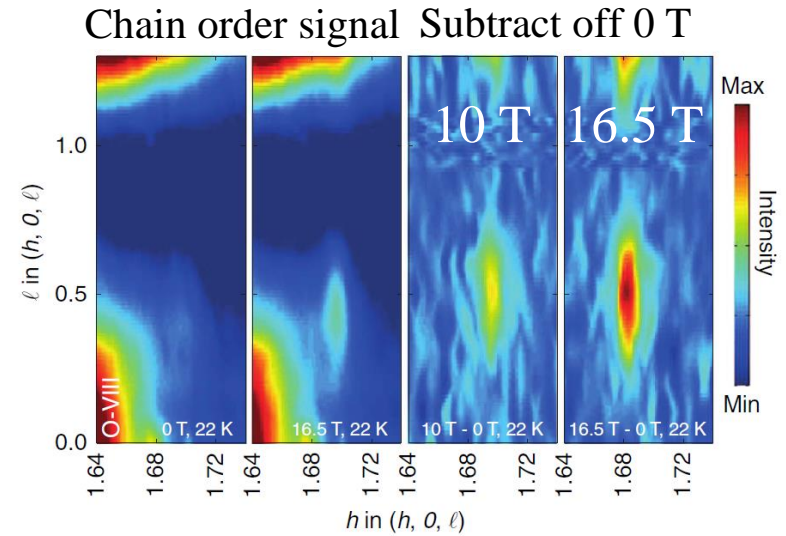 Chain order signal Subtract off 0 T
10 T 16.5 T
Max
Intensity
Min
ℓ in (h, 0, ℓ)
1.0
0.5
0.0
O-VIII
0 T, 22 K
16.5 T, 22 K
10 T - 0 T, 22 K
16.5 T - 0 T, 22 K
1.64 1.68 1.72 1.64 1.68 1.72 1.64 1.68 1.72 1.64 1.68 1.72
h in (h, 0, ℓ)